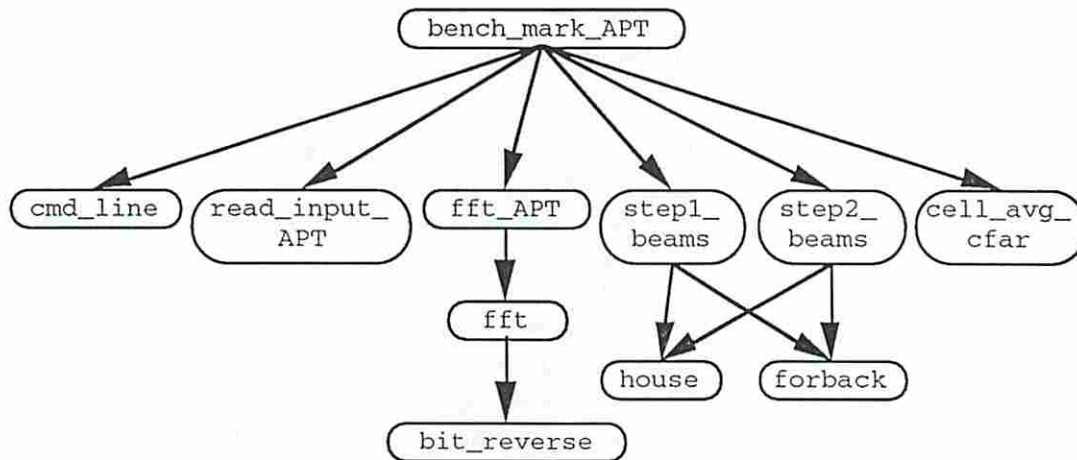 bench_mark_APT
cmd_line
read_input_
APT
fft_APT
step1_
beams
step2_
beams
cell_avg_
cfar
fft
house
forback
bit_reverse